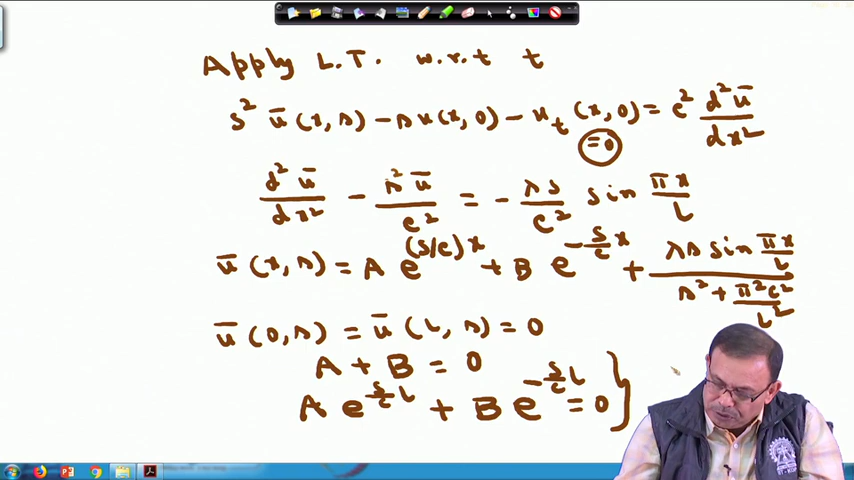 Apply L.T. w.r.t t
s² ū(x,s) – s u(x,0) – u_t (x,0) = c² d²ū/dx²
= 0
d²ū/dx² – s²ū/c² = – λs/c² sin πx/L
ū(x,s) = A e^{(s/c)x} + B e^{–s/c x} + λs sin πx/L / s² + π²c²/L²
ū(0,s) = ū(L,s) = 0
A + B = 0
A e^{s/c L} + B e^{–s/c L} = 0 }